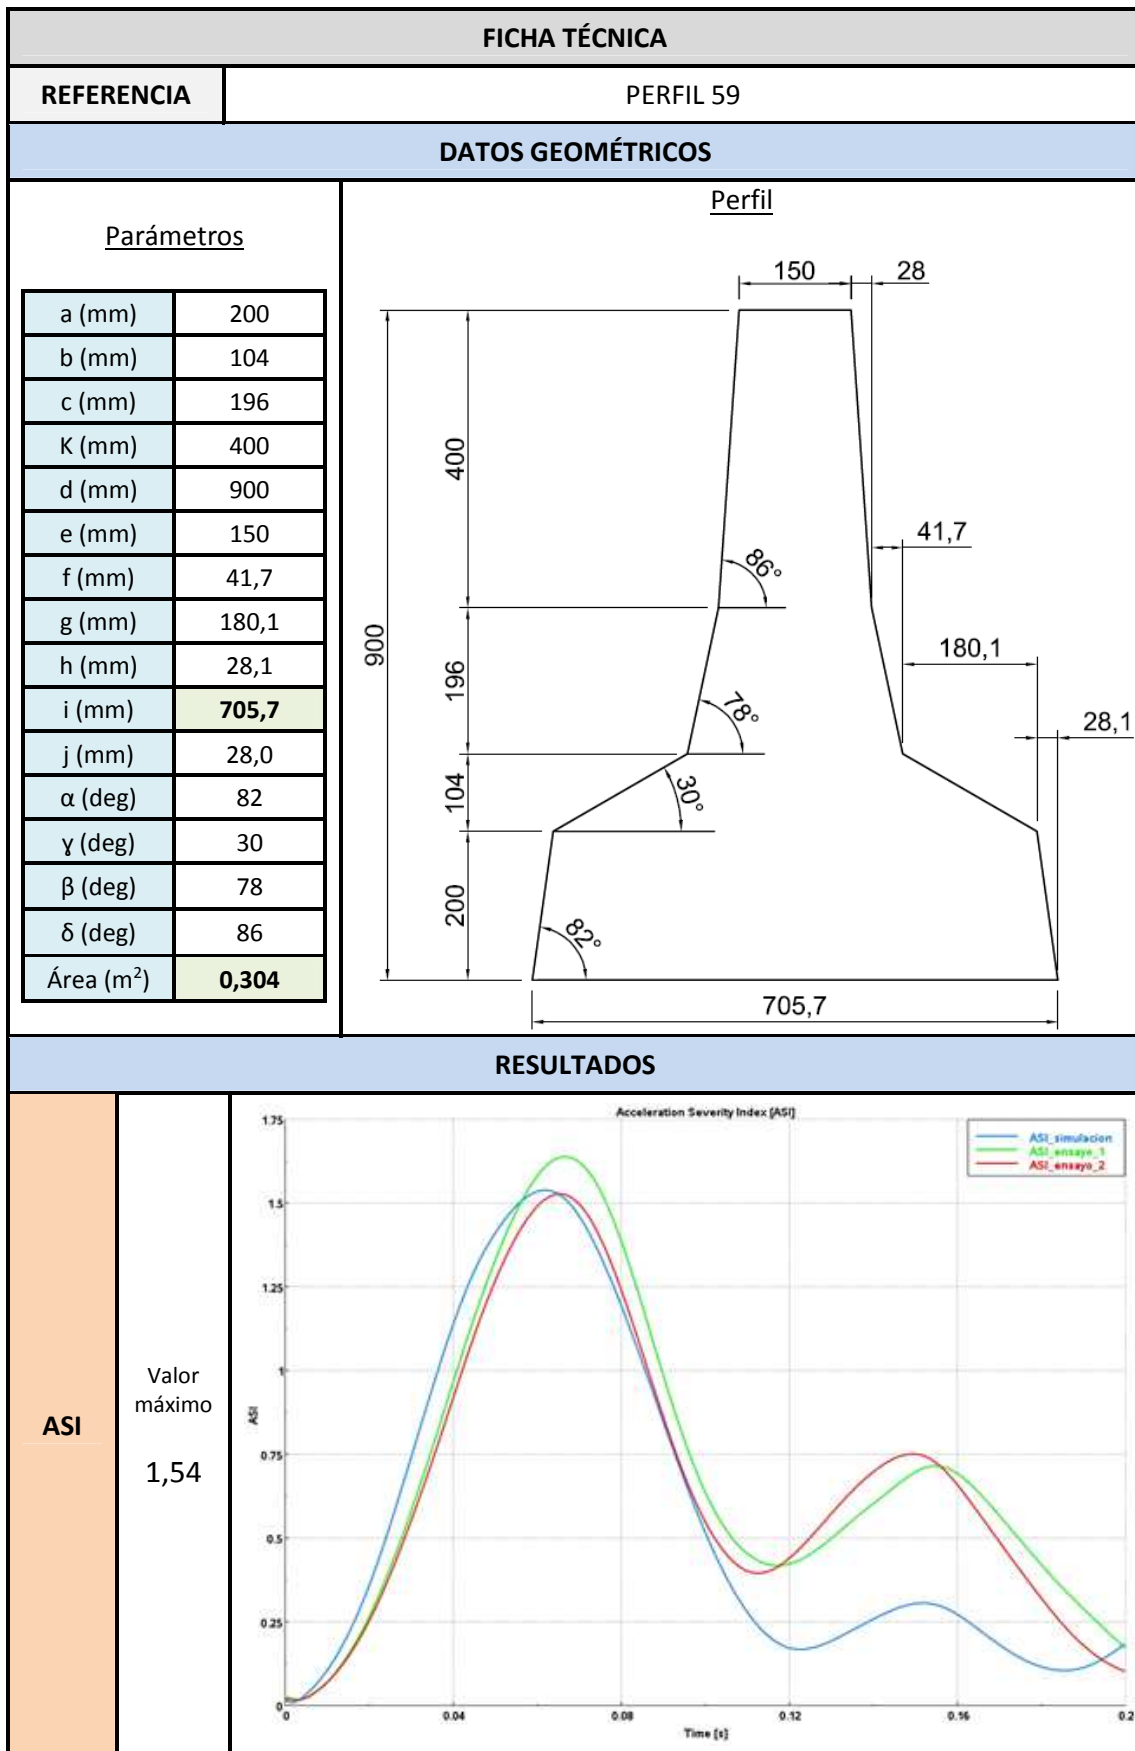 FICHA TÉCNICA
REFERENCIA PERFIL 59
DATOS GEOMÉTRICOS
Parámetros
a (mm) 200
b (mm) 104
c (mm) 196
K (mm) 400
d (mm) 900
e (mm) 150
f (mm) 41,7
g (mm) 180,1
h (mm) 28,1
i (mm) 705,7
j (mm) 28,0
α (deg) 82
ɣ (deg) 30
β (deg) 78
δ (deg) 86
Área (m²) 0,304
Perfil
150 28
400
86°
41,7
900
196
180,1
78°
28,1
104
30°
200
82°
705,7
RESULTADOS
ASI
Valor
máximo
1,54
Acceleration Severity Index [ASI]
ASI_simulacion
ASI_ensayo_1
ASI_ensayo_2
1.75
1.5
1.25
1
0.75
0.5
0.25
0
ASI
0 0.04 0.08 0.12 0.16 0.2
Time [s]